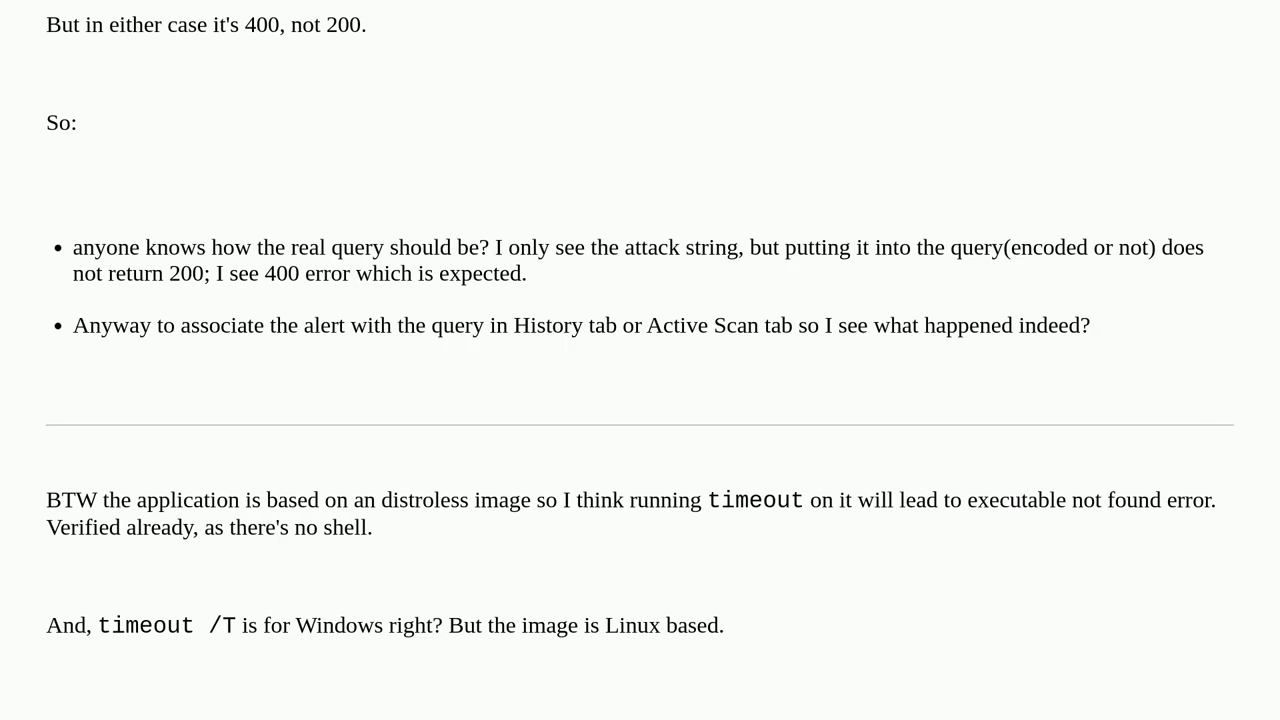 But in either case it's 400, not 200.
So:
anyone knows how the real query should be? I only see the attack string, but putting it into the query(encoded or not) does
not return 200; I see 400 error which is expected.
Anyway to associate the alert with the query in History tab or Active Scan tab so I see what happened indeed?
BTW the application is based on an distroless image so I think running timeout on it will lead to executable not found error.
Verified already, as there's no shell.
And, timeout /T is for Windows right? But the image is Linux based.